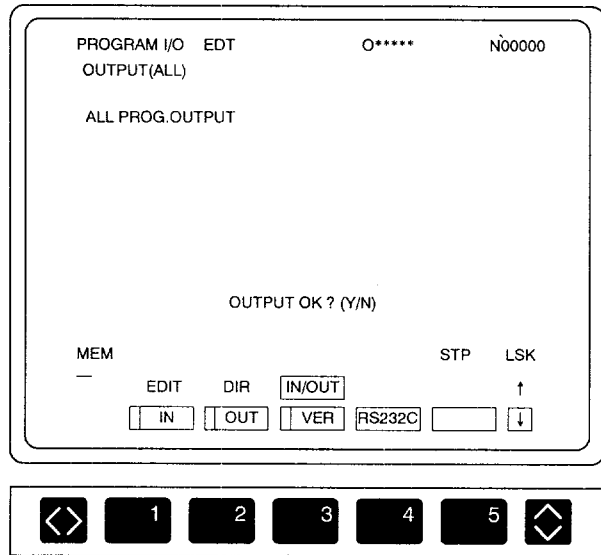 PROGRAM I/O EDT O***** N00000
OUTPUT(ALL)
ALL PROG.OUTPUT
OUTPUT OK ? (Y/N)
MEM STP LSK
EDIT DIR IN/OUT ↑
IN OUT VER RS232C ↓
1 2 3 4 5